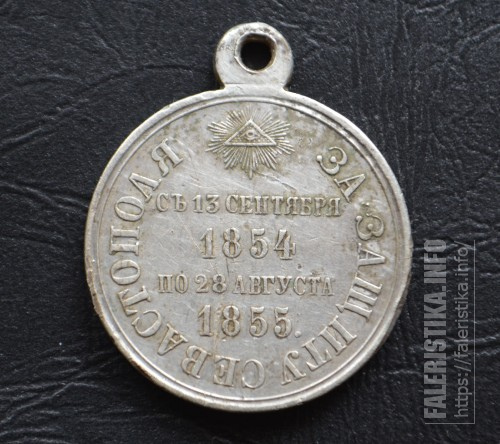 ЗА ЗАЩИТУ СЕВАСТОПОЛЯ
СЪ 13 СЕНТЯБРЯ
1854
ПО 28 АВГУСТА
1855.
FALERISTIKA.INFO
https://faleristika.info/